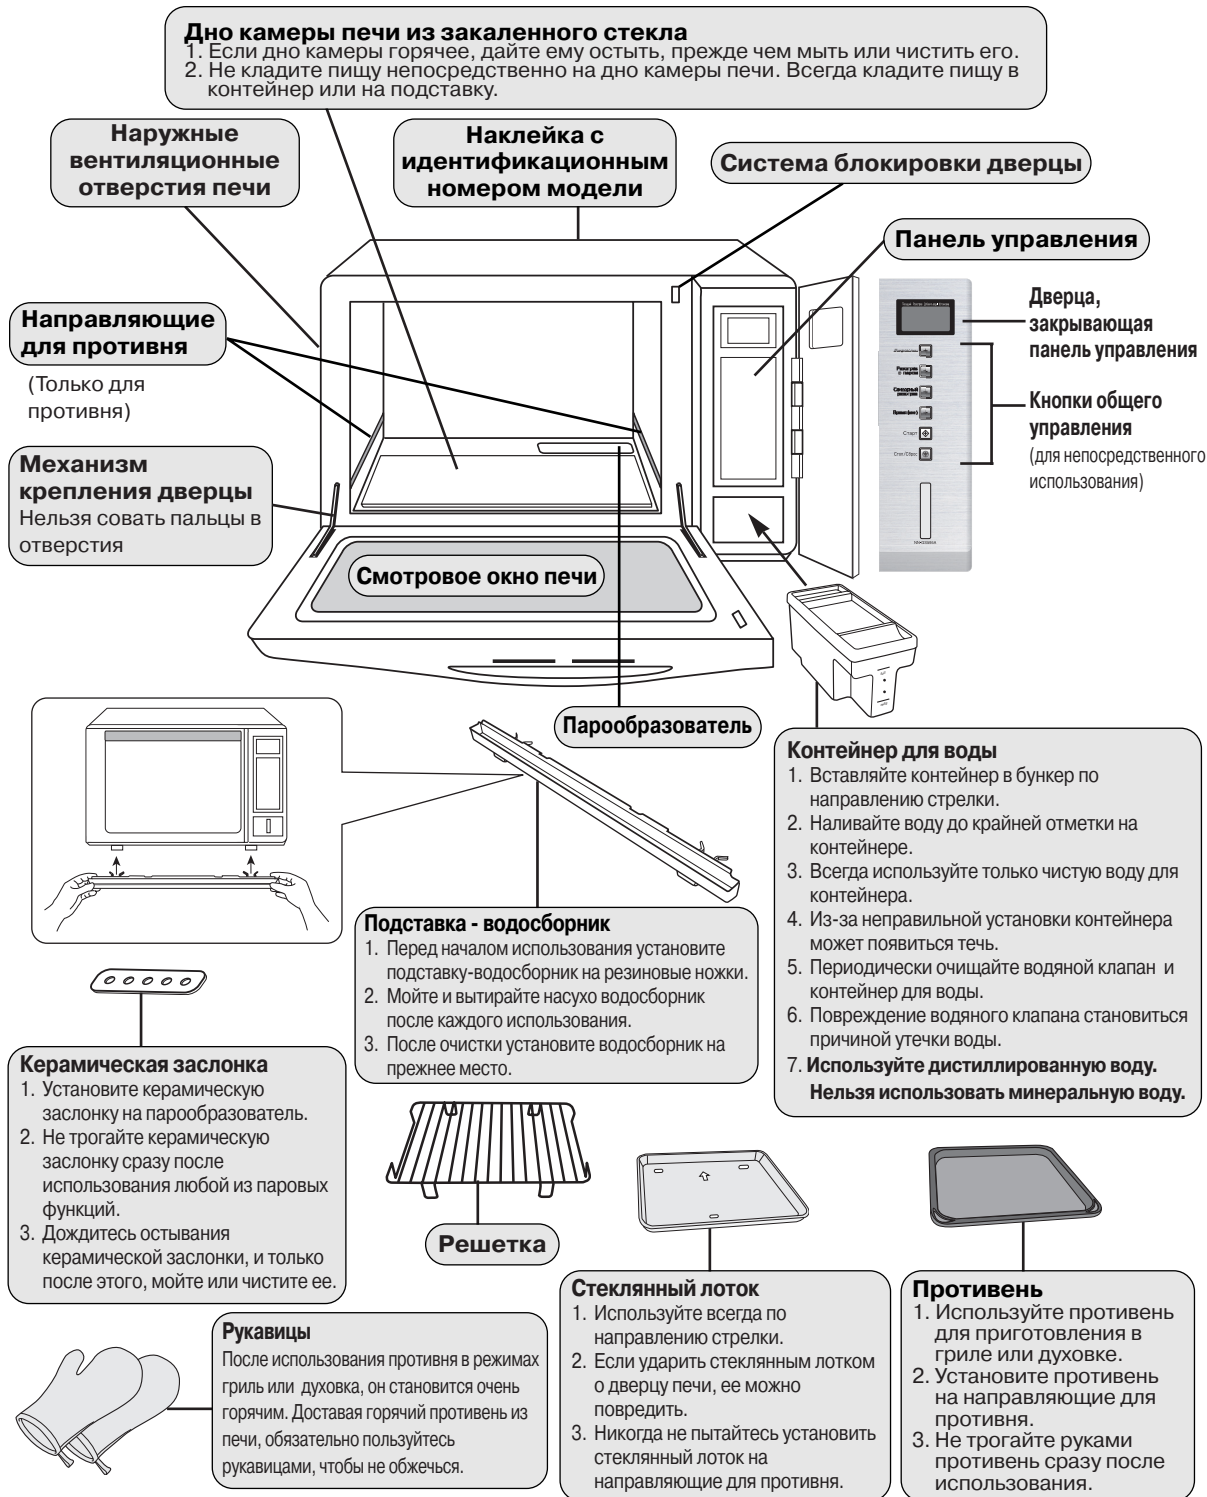 Дно камеры печи из закаленного стекла
1. Если дно камеры горячее, дайте ему остыть, прежде чем мыть или чистить его.
2. Не кладите пищу непосредственно на дно камеры печи. Всегда кладите пищу в
контейнер или на подставку.
Наружные
вентиляционные
отверстия печи
Наклейка с
идентификационным
номером модели
Система блокировки дверцы
Панель управления
Направляющие
для противня
(Только для
противня)
Механизм
крепления дверцы
Нельзя совать пальцы в
отверстия
Смотровое окно печи
Дверца,
закрывающая
панель управления
Кнопки общего
управления
(для непосредственного
использования)
Старт
Стоп/Сброс
Парообразователь
Контейнер для воды
1. Вставляйте контейнер в бункер по
направлению стрелки.
2. Наливайте воду до крайней отметки на
контейнере.
3. Всегда используйте только чистую воду для
контейнера.
4. Из-за неправильной установки контейнера
может появиться течь.
5. Периодически очищайте водяной клапан и
контейнер для воды.
6. Повреждение водяного клапана становиться
причиной утечки воды.
7. Используйте дистиллированную воду.
Нельзя использовать минеральную воду.
Подставка - водосборник
1. Перед началом использования установите
подставку-водосборник на резиновые ножки.
2. Мойте и вытирайте насухо водосборник
после каждого использования.
3. После очистки установите водосборник на
прежнее место.
Керамическая заслонка
1. Установите керамическую
заслонку на парообразователь.
2. Не трогайте керамическую
заслонку сразу после
использования любой из паровых
функций.
3. Дождитесь остывания
керамической заслонки, и только
после этого, мойте или чистите ее.
Решетка
Стеклянный лоток
1. Используйте всегда по
направлению стрелки.
2. Если ударить стеклянным лотком
о дверцу печи, ее можно
повредить.
3. Никогда не пытайтесь установить
стеклянный лоток на
направляющие для противня.
Противень
1. Используйте противень
для приготовления в
гриле или духовке.
2. Установите противень
на направляющие для
противня.
3. Не трогайте руками
противень сразу после
использования.
Рукавицы
После использования противня в режимах
гриль или духовка, он становится очень
горячим. Доставая горячий противень из
печи, обязательно пользуйтесь
рукавицами, чтобы не обжечься.